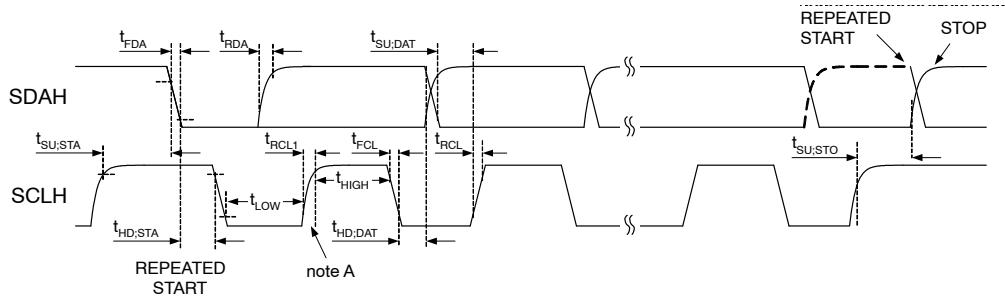 REPEATED
START
STOP
tFDA
tRDA
tSU;DAT
SDAH
tSU;STA
tRCL1
tFCL
tRCL
tSU;STO
SCLH
tLOW
tHIGH
tHD;STA
tHD;DAT
note A
REPEATED
START